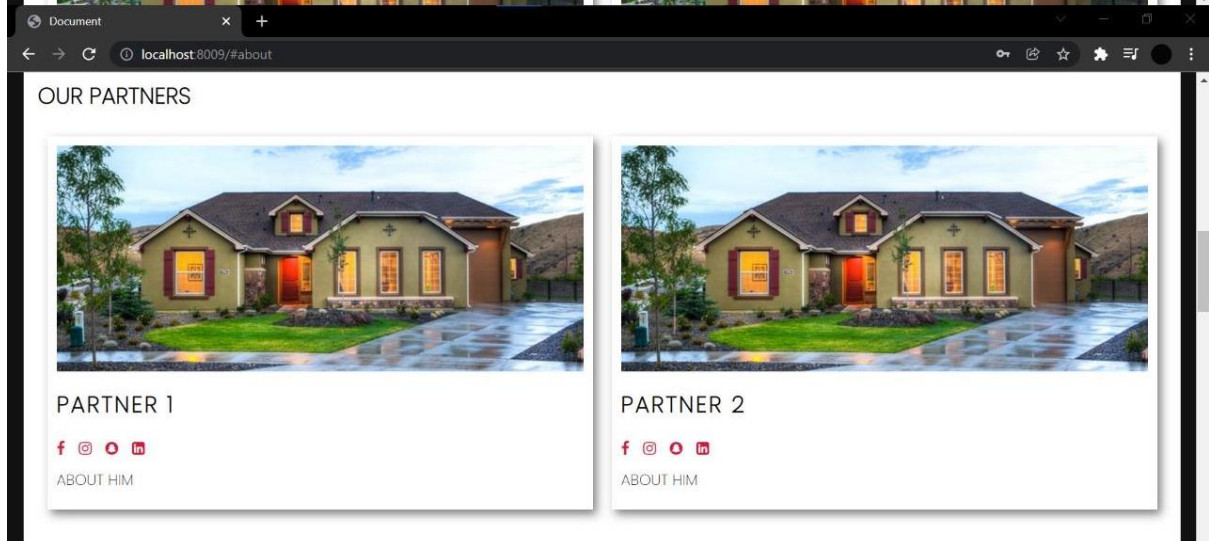 Document
localhost:8009/#about
OUR PARTNERS
PARTNER 1
PARTNER 2
ABOUT HIM
ABOUT HIM